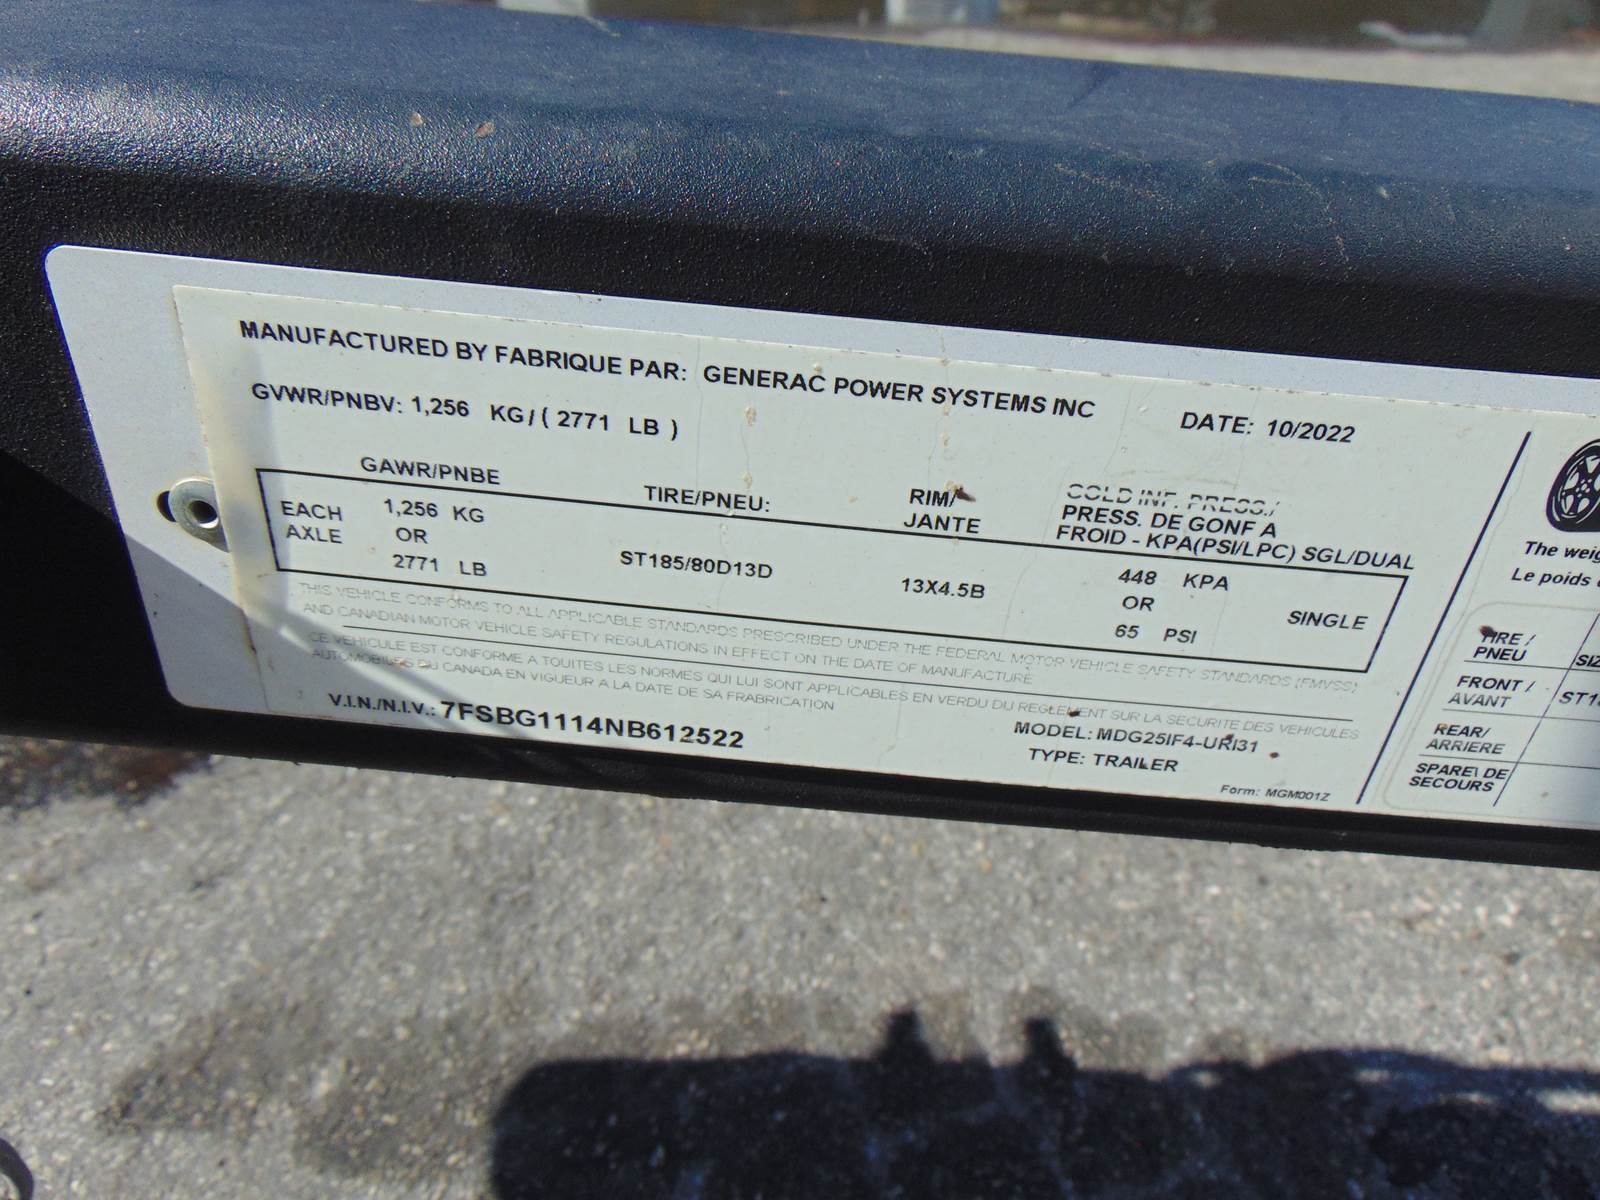 MANUFACTURED BY FABRIQUE PAR: GENERAC POWER SYSTEMS INC
DATE: 10/2022
GVWR/PNBV: 1,256 KG/ ( 2771 LB )
GAWR/PNBE
TIRE/PNEU:
RIM/
JANTE
COLD INF. PRESS./
PRESS. DE GONF A
FROID - KPA(PSI/LPC) SGL/DUAL
EACH
AXLE
1,256 KG
OR
2771 LB
ST185/80D13D
13X4.5B
448 KPA
OR
65 PSI
SINGLE
THIS VEHICLE CONFORMS TO ALL APPLICABLE STANDARDS PRESCRIBED UNDER THE FEDERAL MOTOR VEHICLE SAFETY STANDARDS (FMVSS)
AND CANADIAN MOTOR VEHICLE SAFETY REGULATIONS IN EFFECT ON THE DATE OF MANUFACTURE
CE VEHICULE EST CONFORME A TOUITES LES NORMES QUI LUI SONT APPLICABLES EN VERDU DU REGLEMENT SUR LA SECURITE DES VEHICULES
AUTOMOBILES DU CANADA EN VIGUEUR A LA DATE DE SA FRABRICATION
V.I.N./N.I.V.: 7FSBG1114NB612522
MODEL: MDG25IF4-URI31
TYPE: TRAILER
Form: MGM001Z
The weig
Le poids
TIRE /
PNEU
SIZ
FRONT /
AVANT
ST18
REAR/
ARRIERE
SPARE\ DE
SECOURS